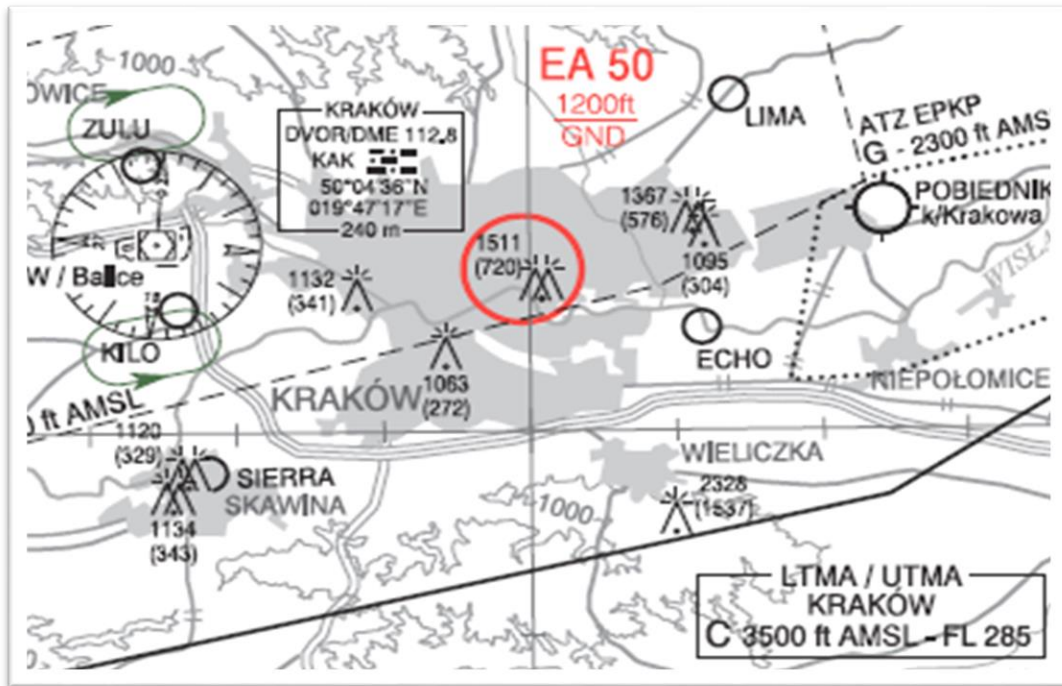 EA 50
1200ft
GND
1000
OWICE
ZULU
KRAKÓW
DVOR/DME 112.8
KAK
50°04'36"N
019°47'17"E
240 m
LIMA
ATZ EPKP
G - 2300 ft AMS
POBIEDNIK
k/Krakowa
WISŁA
1367
(576)
1095
(304)
1511
(720)
W / Balice
1132
(341)
KILO
1063
(272)
KRAKÓW
ECHO
NIEPOŁOMICE
0 ft AMSL
1120
(329)
SIERRA
SKAWINA
1134
(343)
WIELICZKA
2328
(1537)
1000
LTMA / UTMA
KRAKÓW
C 3500 ft AMSL - FL 285